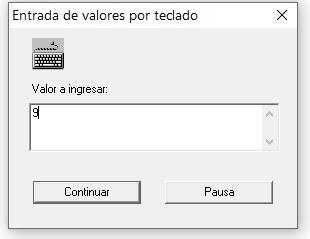 Entrada de valores por teclado
Valor a ingresar:
9
Continuar
Pausa